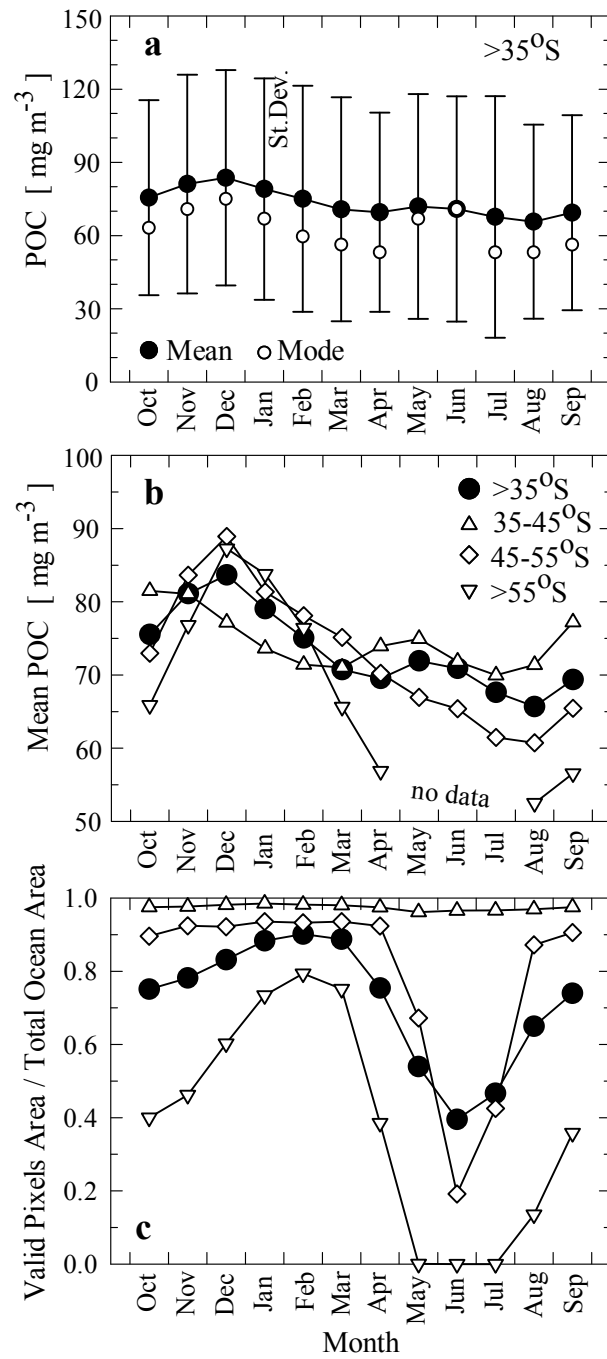 a
>35°S
St.Dev.
POC [ mg m-3 ]
150
120
90
60
30
0
Mean
Mode
Oct
Nov
Dec
Jan
Feb
Mar
Apr
May
Jun
Jul
Aug
Sep
b
>35°S
35-45°S
45-55°S
>55°S
Mean POC [ mg m-3 ]
100
90
80
70
60
50
no data
Oct
Nov
Dec
Jan
Feb
Mar
Apr
May
Jun
Jul
Aug
Sep
Valid Pixels Area / Total Ocean Area
1.0
0.8
0.6
0.4
0.2
0.0
c
Oct
Nov
Dec
Jan
Feb
Mar
Apr
May
Jun
Jul
Aug
Sep
Month